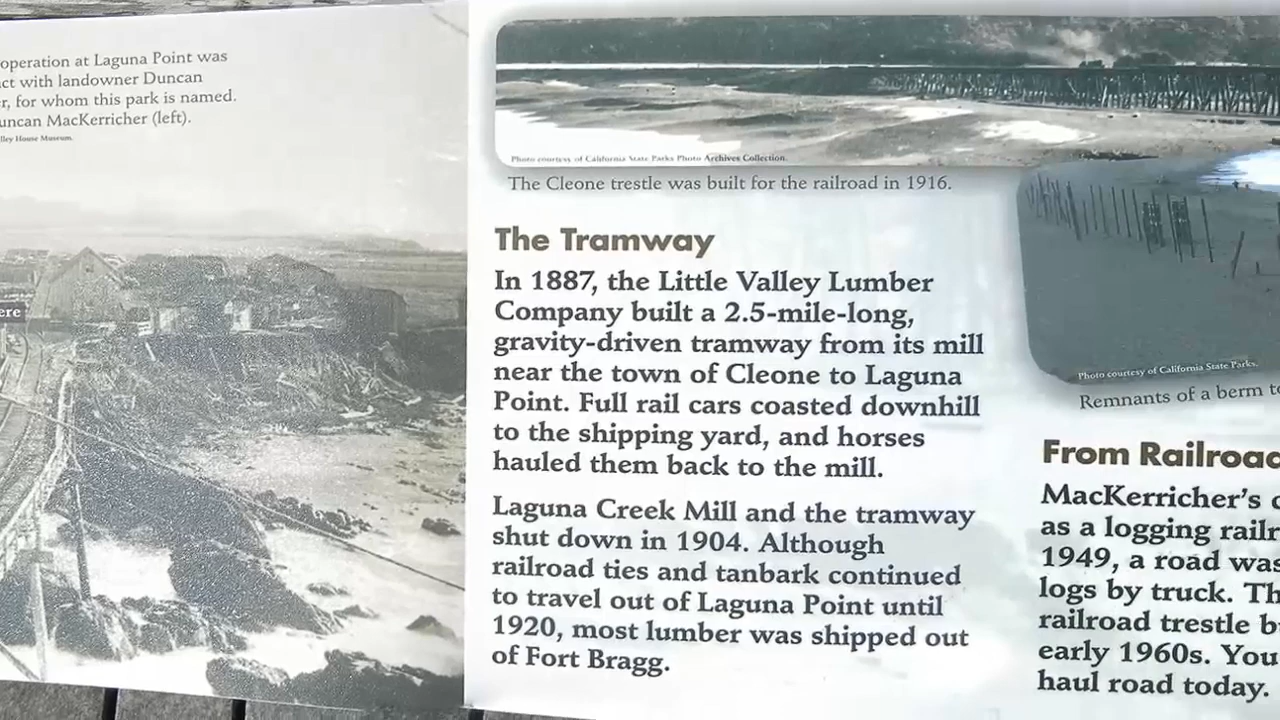 operation at Laguna Point was
with landowner Duncan
for whom this park is named.
MacKerricher (left).
House Museum.
ere
Photo courtesy of California State Parks Photo Archives Collection.
The Cleone trestle was built for the railroad in 1916.
The Tramway
In 1887, the Little Valley Lumber
Company built a 2.5-mile-long,
gravity-driven tramway from its mill
near the town of Cleone to Laguna
Point. Full rail cars coasted downhill
to the shipping yard, and horses
hauled them back to the mill.
Laguna Creek Mill and the tramway
shut down in 1904. Although
railroad ties and tanbark continued
to travel out of Laguna Point until
1920, most lumber was shipped out
of Fort Bragg.
Photo courtesy of California State Parks.
Remnants of a berm
From Railroad
MacKerricher's
as a logging
1949, a road was
logs by truck.
railroad trestle
early 1960s. You
haul road today.